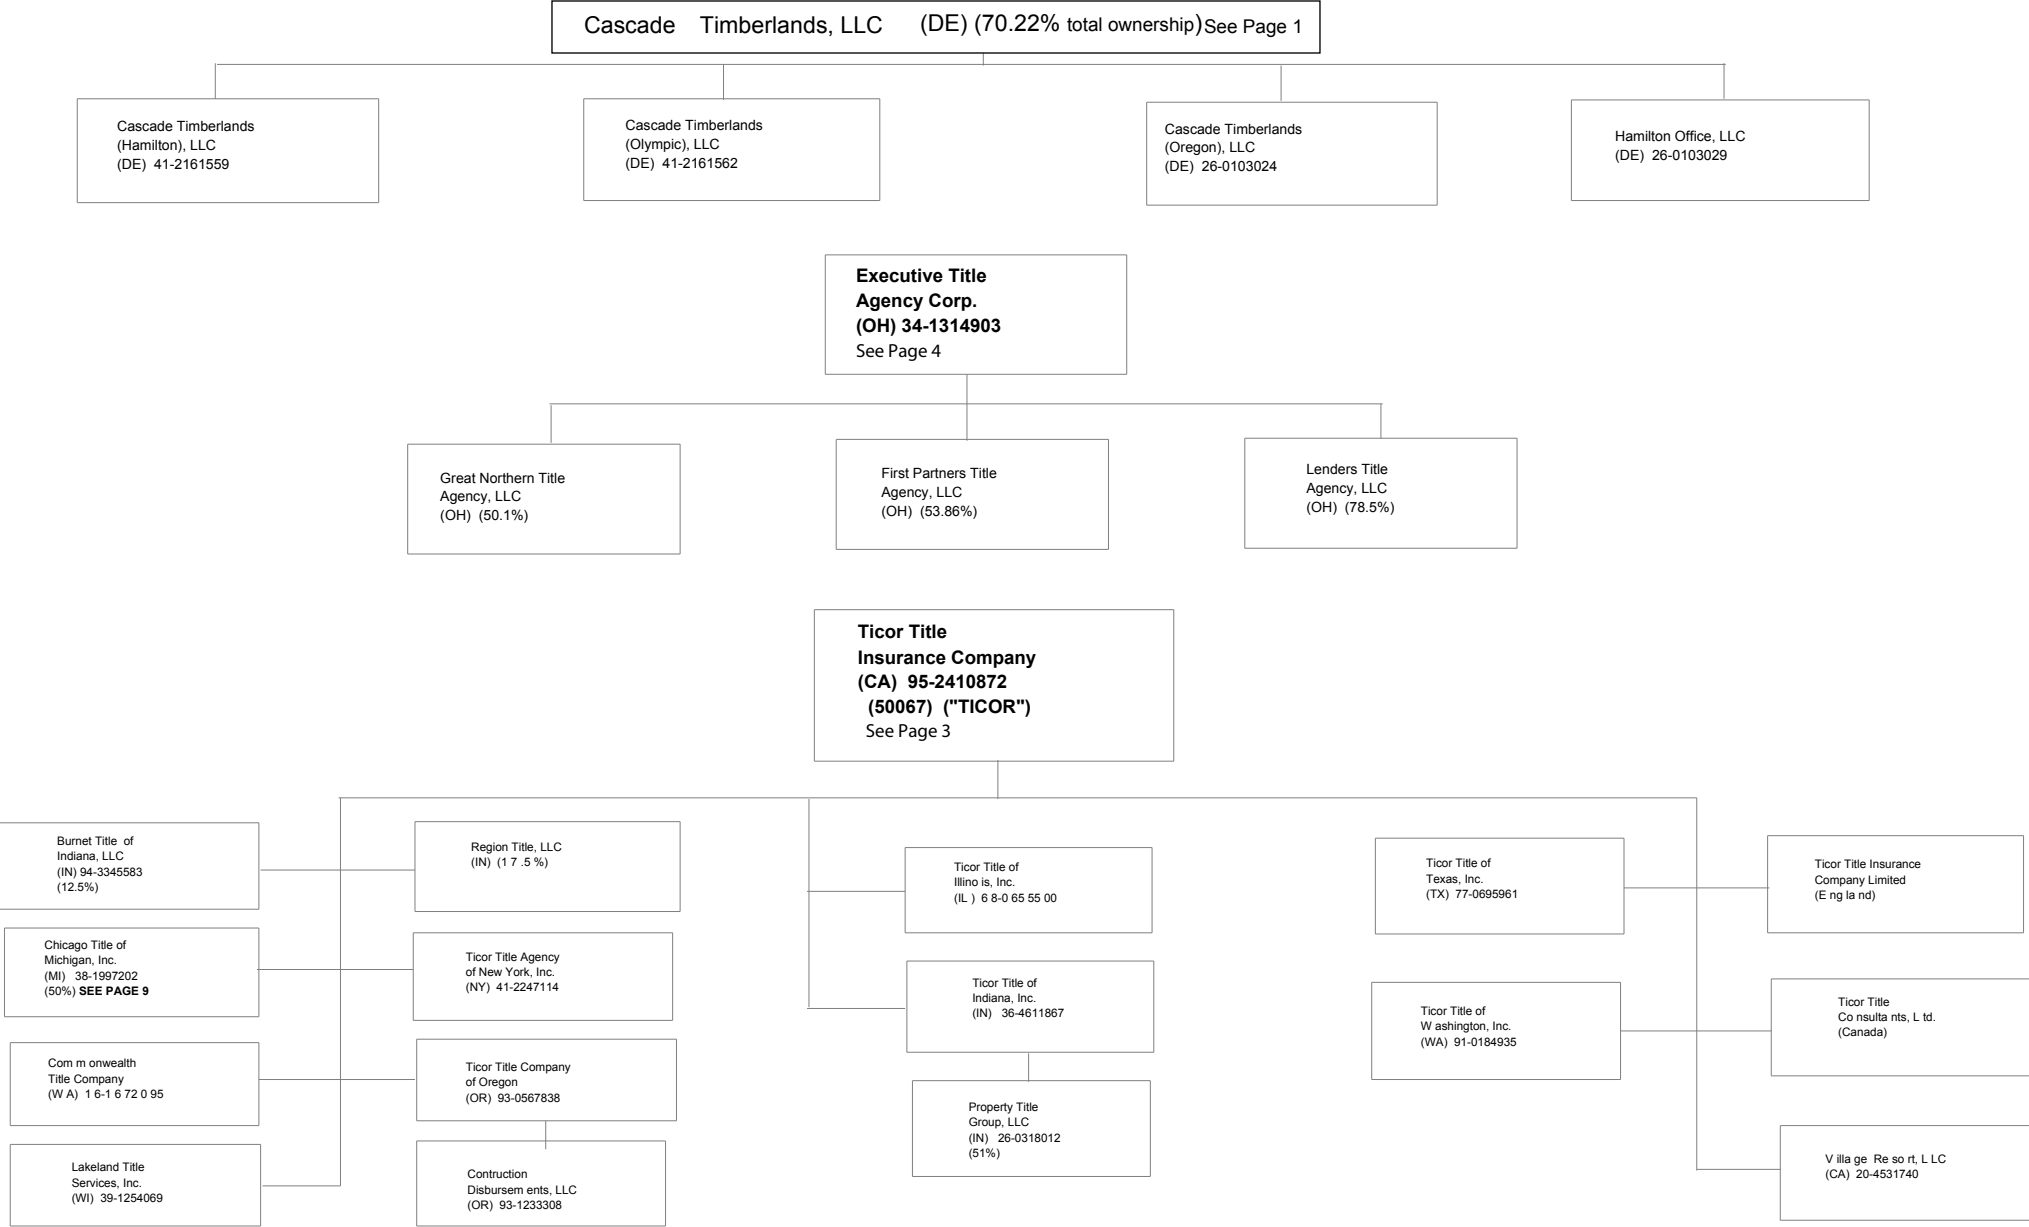 Cascade Timberlands, LLC (DE) (70.22% total ownership) See Page 1
Cascade Timberlands
(Hamilton), LLC
(DE) 41-2161559
Cascade Timberlands
(Olympic), LLC
(DE) 41-2161562
Cascade Timberlands
(Oregon), LLC
(DE) 26-0103024
Hamilton Office, LLC
(DE) 26-0103029
Executive Title
Agency Corp.
(OH) 34-1314903
See Page 4
Great Northern Title
Agency, LLC
(OH) (50.1%)
First Partners Title
Agency, LLC
(OH) (53.86%)
Lenders Title
Agency, LLC
(OH) (78.5%)
Ticor Title
Insurance Company
(CA) 95-2410872
(50067) ("TICOR")
See Page 3
Burnet Title of
Indiana, LLC
(IN) 94-3345583
(12.5%)
Region Title, LLC
(IN) (1 7 .5 %)
Ticor Title of
Illino is, Inc.
(IL ) 6 8-0 65 55 00
Ticor Title of
Texas, Inc.
(TX) 77-0695961
Ticor Title Insurance
Company Limited
(E ng la nd)
Chicago Title of
Michigan, Inc.
(MI) 38-1997202
(50%) SEE PAGE 9
Ticor Title Agency
of New York, Inc.
(NY) 41-2247114
Ticor Title of
Indiana, Inc.
(IN) 36-4611867
Ticor Title of
W ashington, Inc.
(WA) 91-0184935
Ticor Title
Co nsulta nts, L td.
(Canada)
Com m onwealth
Title Company
(W A) 1 6-1 6 72 0 95
Ticor Title Company
of Oregon
(OR) 93-0567838
Property Title
Group, LLC
(IN) 26-0318012
(51%)
Lakeland Title
Services, Inc.
(WI) 39-1254069
Contruction
Disbursem ents, LLC
(OR) 93-1233308
V illa ge Re so rt, L LC
(CA) 20-4531740